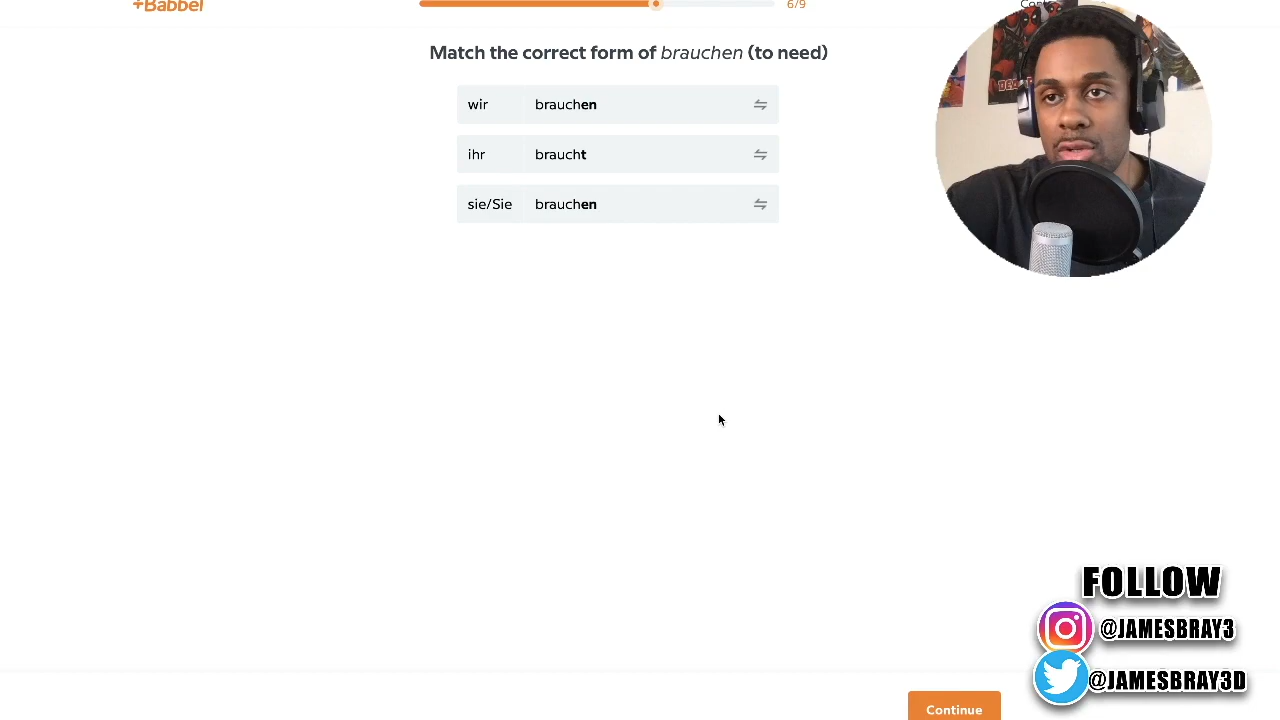 +Babbel
6/9
Match the correct form of brauchen (to need)
wir brauchen
ihr braucht
sie/Sie brauchen
FOLLOW
@JAMESBRAY3
@JAMESBRAY3D
Continue